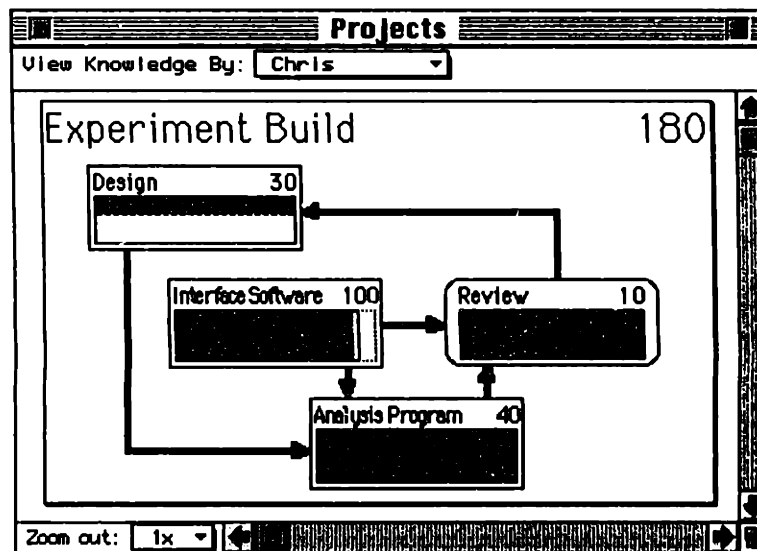 Projects
View Knowledge By: Chris
Experiment Build 180
Design 30
Interface Software 100
Review 10
Analysis Program 40
Zoom out: 1x